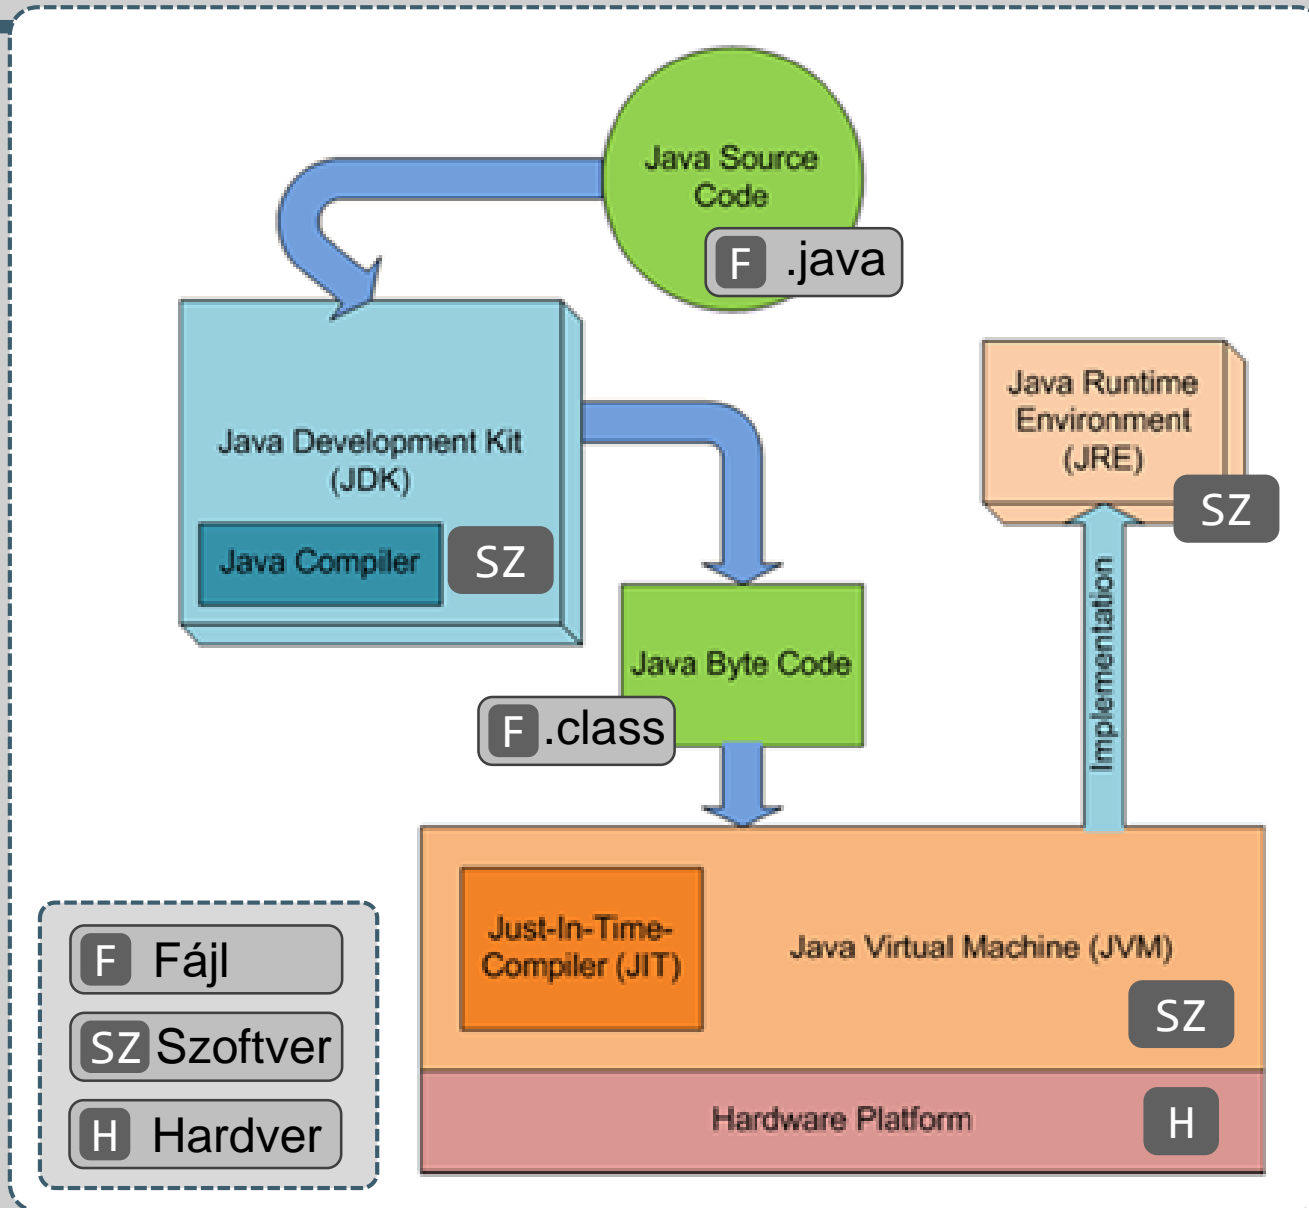 Java Source
Code
F .java
Java Development Kit
(JDK)
Java Compiler
SZ
Java Runtime
Environment
(JRE)
SZ
Implementation
Java Byte Code
F .class
Just-In-Time-
Compiler (JIT)
Java Virtual Machine (JVM)
SZ
Hardware Platform
H
F Fájl
SZ Szoftver
H Hardver